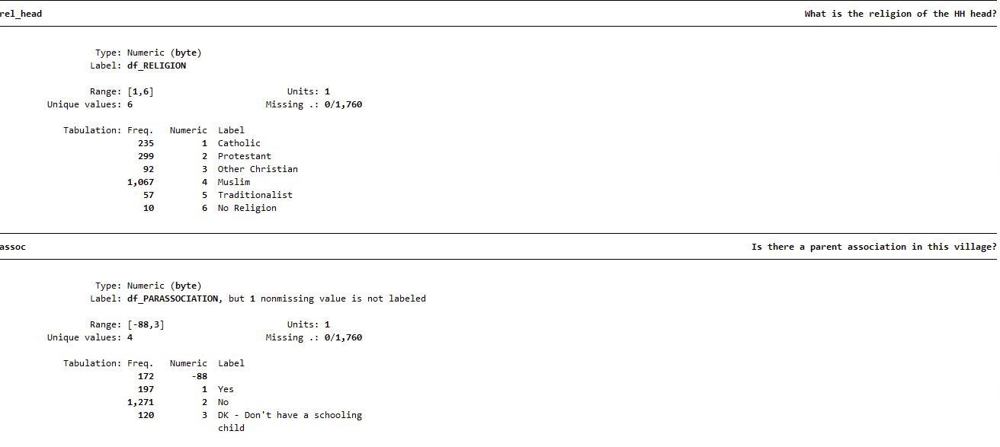 rel_head What is the religion of the HH head?
Type: Numeric (byte)
Label: df_RELIGION
Range: [1,6] Units: 1
Unique values: 6 Missing .: 0/1,760
Tabulation: Freq. Numeric Label
235 1 Catholic
299 2 Protestant
92 3 Other Christian
1,067 4 Muslim
57 5 Traditionalist
10 6 No Religion
assoc Is there a parent association in this village?
Type: Numeric (byte)
Label: df_PARASSOCIATION, but 1 nonmissing value is not labeled
Range: [-88,3] Units: 1
Unique values: 4 Missing .: 0/1,760
Tabulation: Freq. Numeric Label
172 -88
197 1 Yes
1,271 2 No
120 3 DK - Don't have a schooling
child